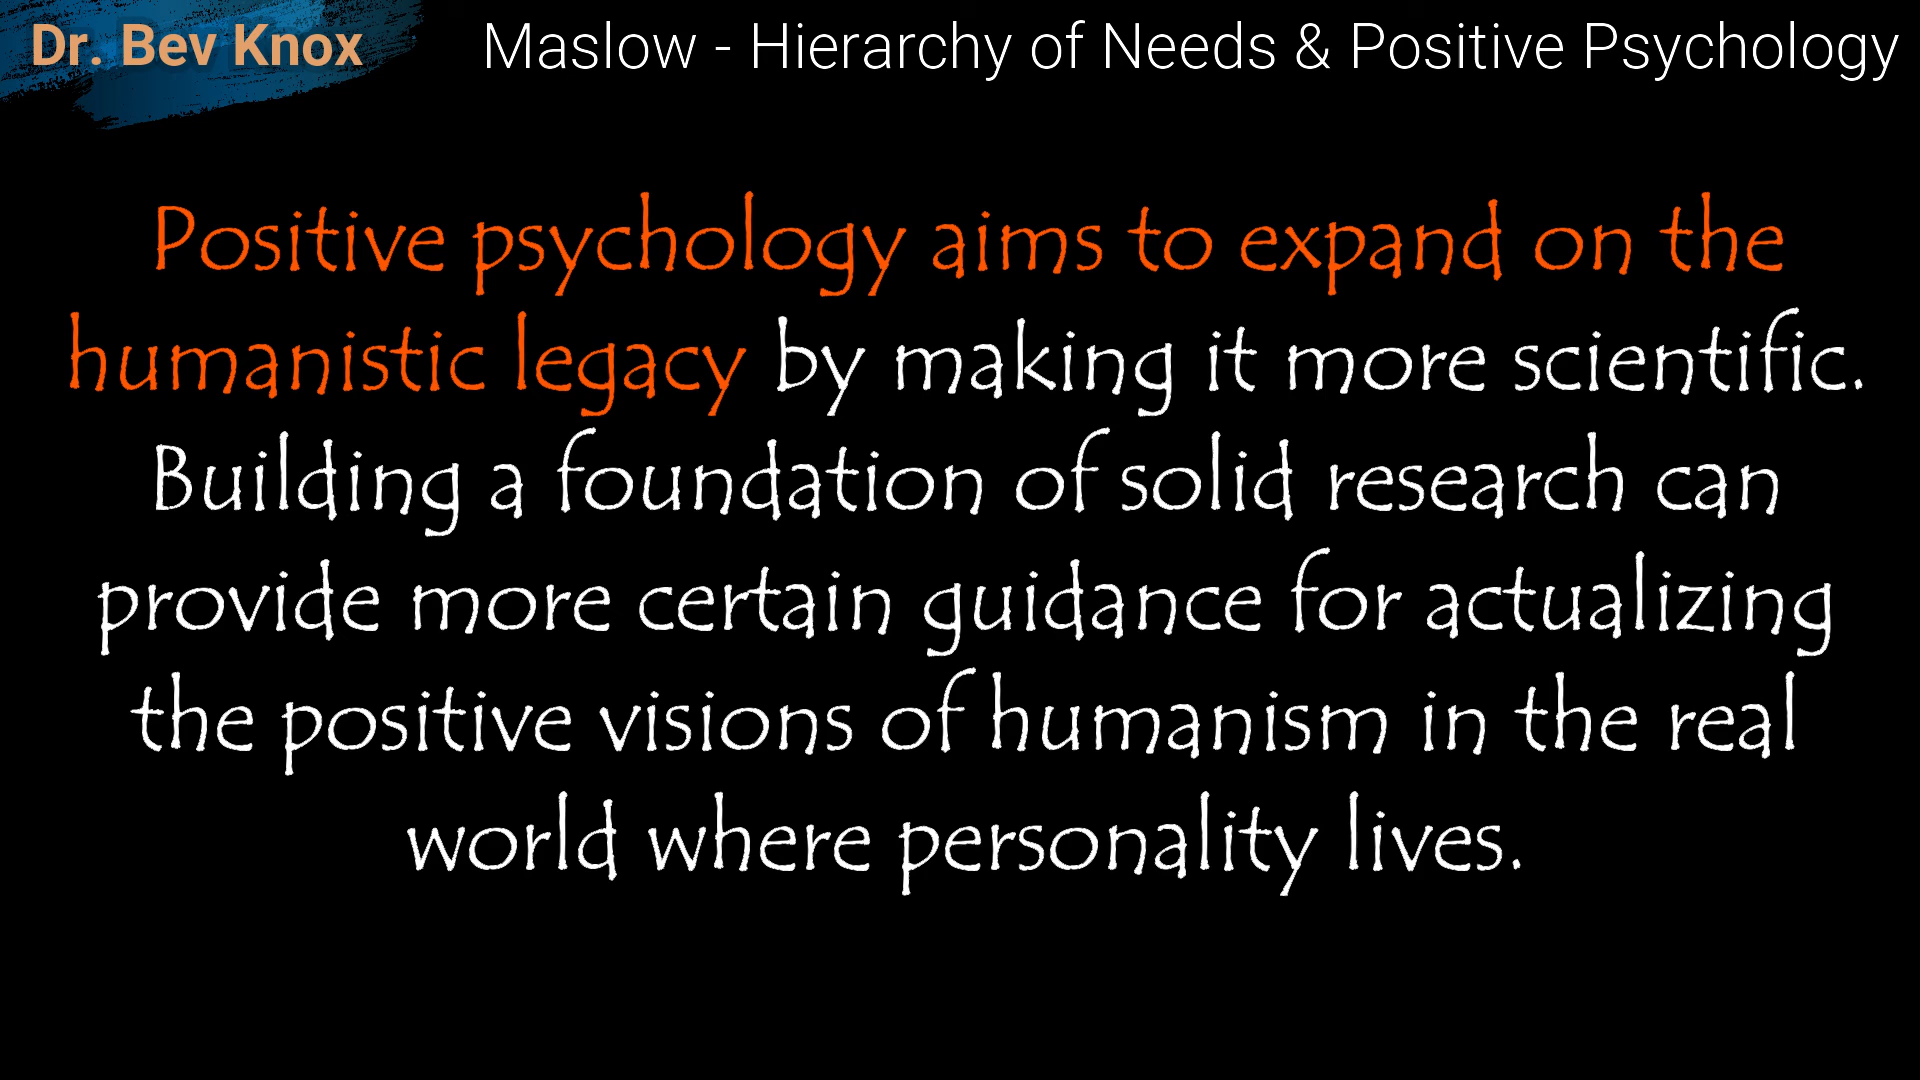 Dr. Bev Knox
Maslow - Hierarchy of Needs & Positive Psychology
Positive psychology aims to expand on the
humanistic legacy by making it more scientific.
Building a foundation of solid research can
provide more certain guidance for actualizing
the positive visions of humanism in the real
world where personality lives.